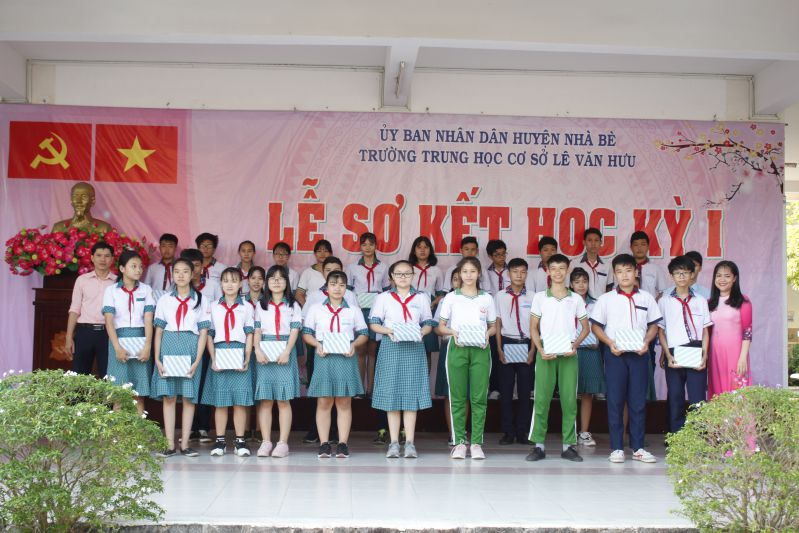 ỦY BAN NHÂN DÂN HUYỆN NHÀ BÈ
TRƯỜNG TRUNG HỌC CƠ SỞ LÊ VĂN HƯU
LỄ SƠ KẾT HỌC KỲ I